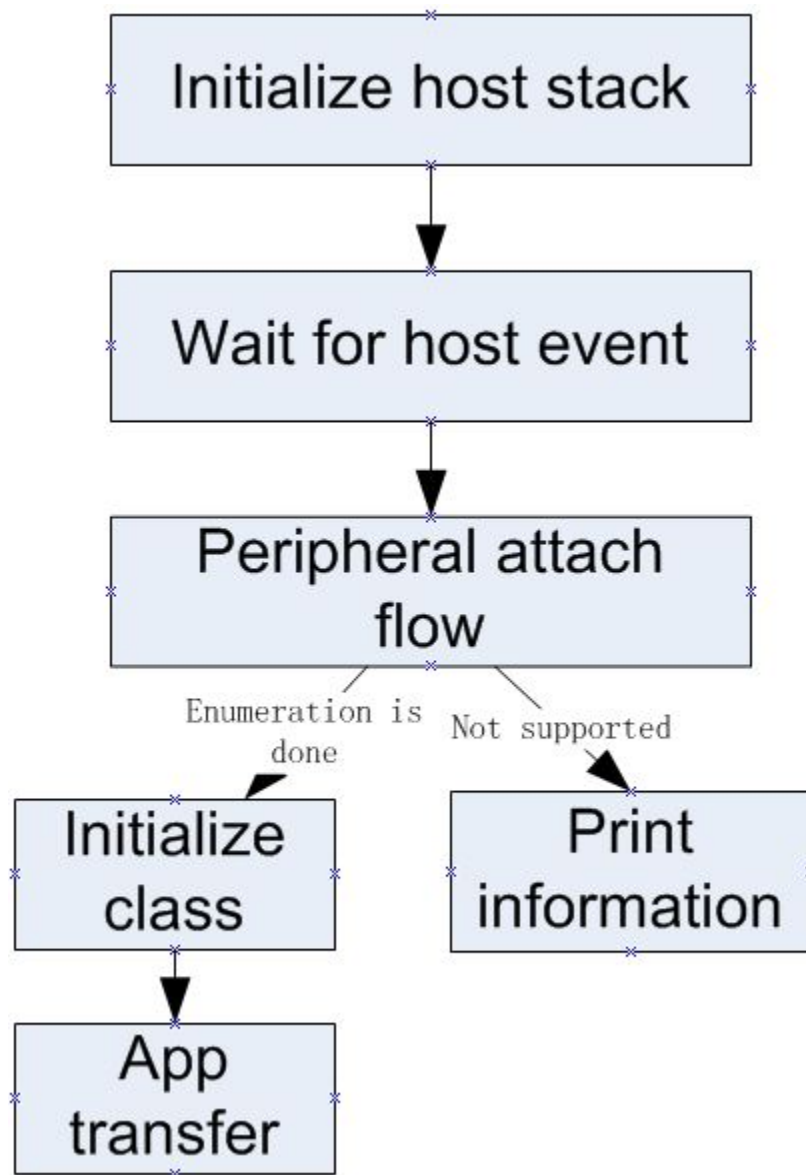 Initialize host stack
Wait for host event
Peripheral attach
flow
Enumeration is
done
Not supported
Initialize
class
Print
information
App
transfer